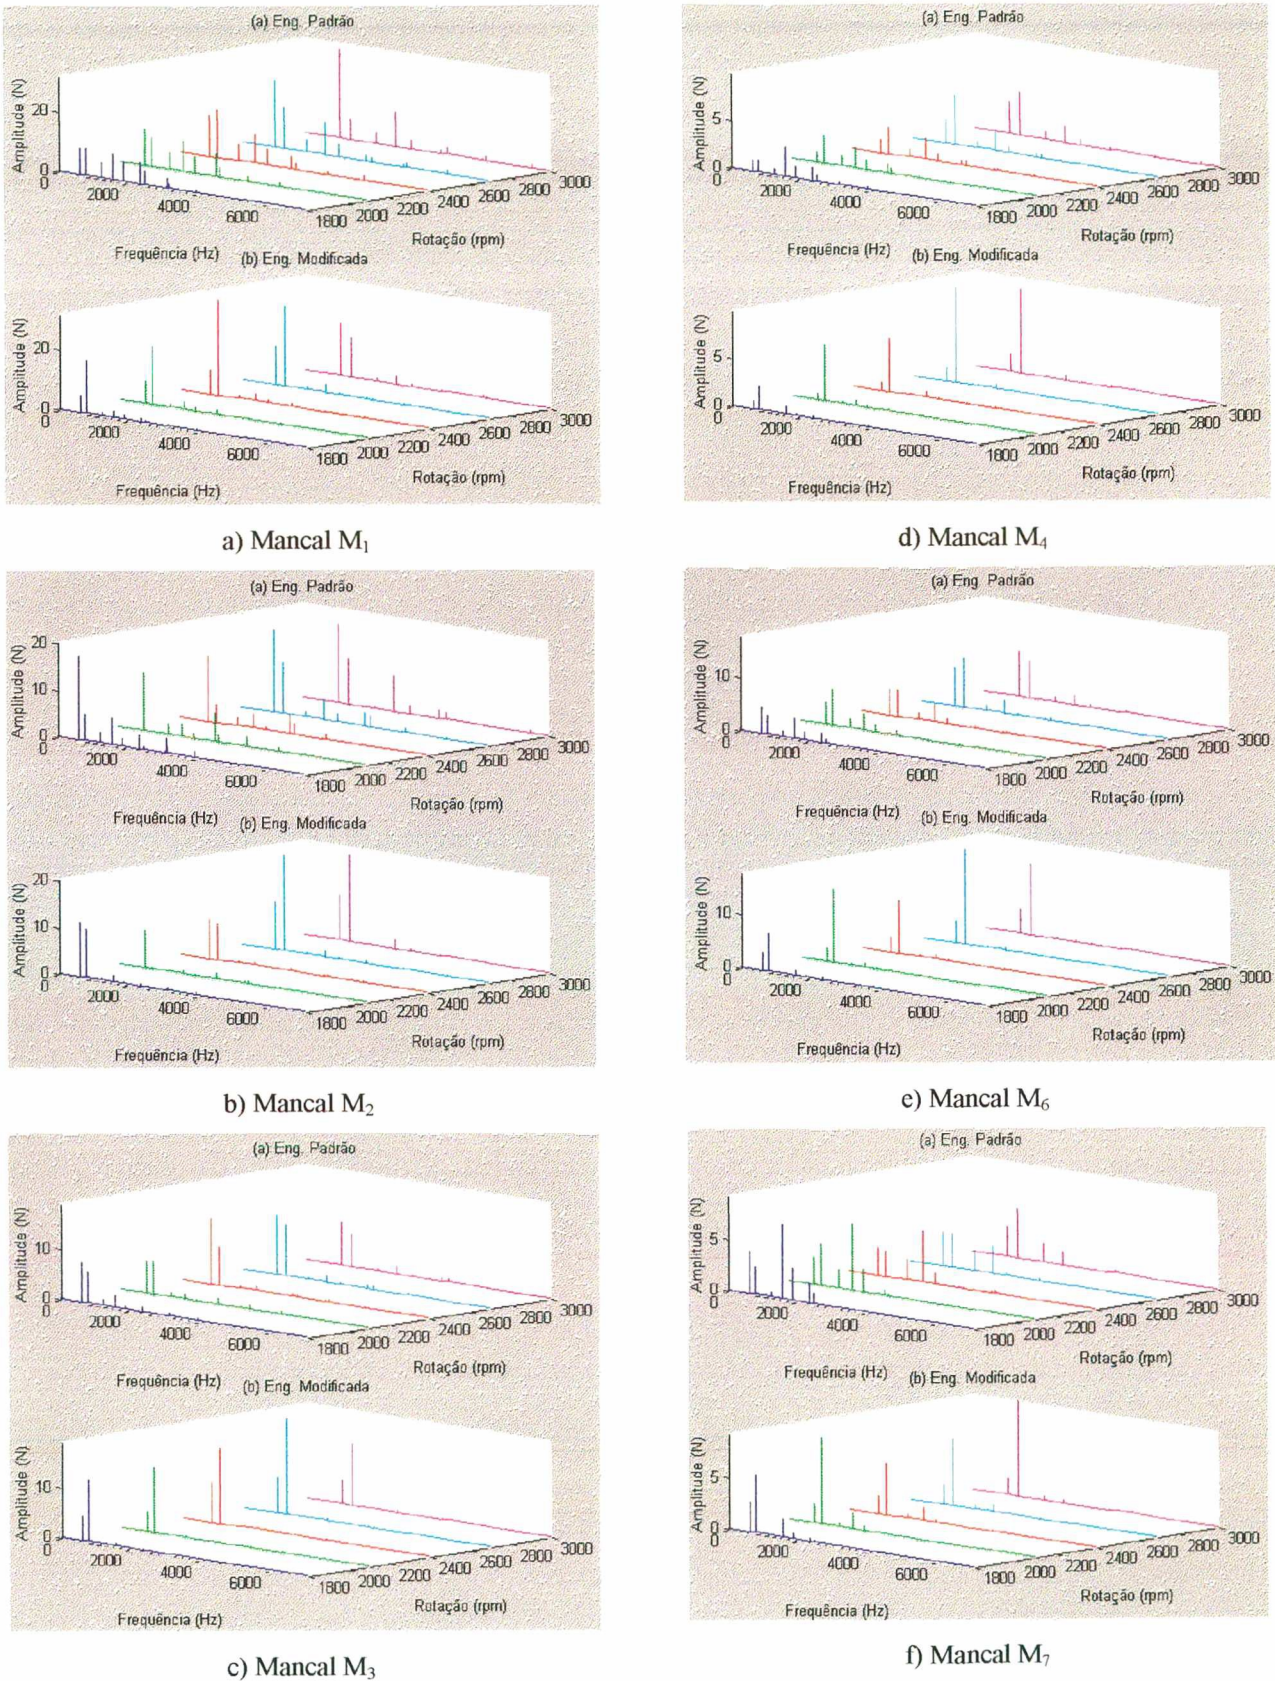 (a) Eng. Padrão
Amplitude (N)
20
0
0
2000
4000
6000
1800 2000 2200 2400 2600 2800 3000
Frequência (Hz)
Rotação (rpm)
(b) Eng. Modificada
Amplitude (N)
20
0
0
2000
4000
6000
1800 2000 2200 2400 2600 2800 3000
Frequência (Hz)
Rotação (rpm)
a) Mancal M₁
(a) Eng. Padrão
Amplitude (N)
20
10
0
0
2000
4000
6000
1800 2000 2200 2400 2600 2800 3000
Frequência (Hz)
Rotação (rpm)
(b) Eng. Modificada
Amplitude (N)
20
10
0
0
2000
4000
6000
1800 2000 2200 2400 2600 2800 3000
Frequência (Hz)
Rotação (rpm)
b) Mancal M₂
(a) Eng. Padrão
Amplitude (N)
10
0
0
2000
4000
6000
1800 2000 2200 2400 2600 2800 3000
Frequência (Hz)
Rotação (rpm)
(b) Eng. Modificada
Amplitude (N)
10
0
0
2000
4000
6000
1800 2000 2200 2400 2600 2800 3000
Frequência (Hz)
Rotação (rpm)
c) Mancal M₃
(a) Eng. Padrão
Amplitude (N)
5
0
0
2000
4000
6000
1800 2000 2200 2400 2600 2800 3000
Frequência (Hz)
Rotação (rpm)
(b) Eng. Modificada
Amplitude (N)
5
0
0
2000
4000
6000
1800 2000 2200 2400 2600 2800 3000
Frequência (Hz)
Rotação (rpm)
d) Mancal M₄
(a) Eng. Padrão
Amplitude (N)
10
0
0
2000
4000
6000
1800 2000 2200 2400 2600 2800 3000
Frequência (Hz)
Rotação (rpm)
(b) Eng. Modificada
Amplitude (N)
10
0
0
2000
4000
6000
1800 2000 2200 2400 2600 2800 3000
Frequência (Hz)
Rotação (rpm)
e) Mancal M₆
(a) Eng. Padrão
Amplitude (N)
5
0
0
2000
4000
6000
1800 2000 2200 2400 2600 2800 3000
Frequência (Hz)
Rotação (rpm)
(b) Eng. Modificada
Amplitude (N)
5
0
0
2000
4000
6000
1800 2000 2200 2400 2600 2800 3000
Frequência (Hz)
Rotação (rpm)
f) Mancal M₇